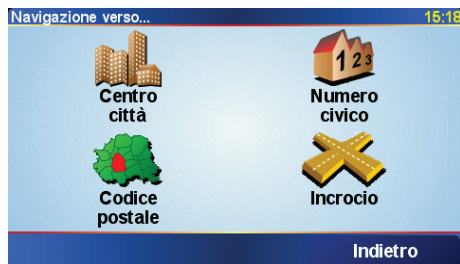 Navigazione verso... 15:18
Centro
città
Numero
civico
1 2 3
Codice
postale
Incrocio
Indietro